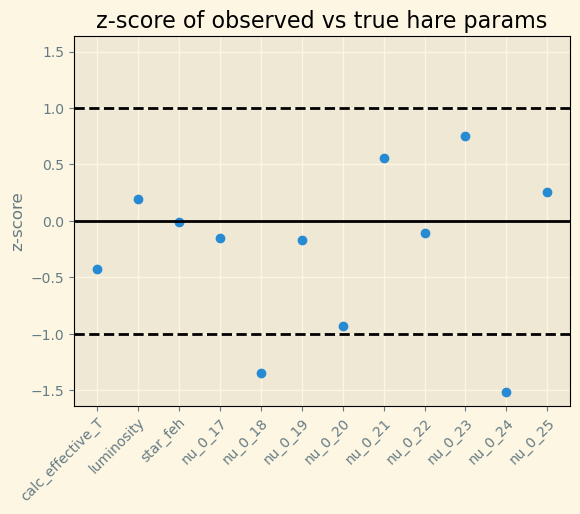 z-score of observed vs true hare params
1.5
1.0
0.5
0.0
−0.5
−1.0
−1.5
z-score
calc_effective_T
luminosity
star_feh
nu_0_17
nu_0_18
nu_0_19
nu_0_20
nu_0_21
nu_0_22
nu_0_23
nu_0_24
nu_0_25